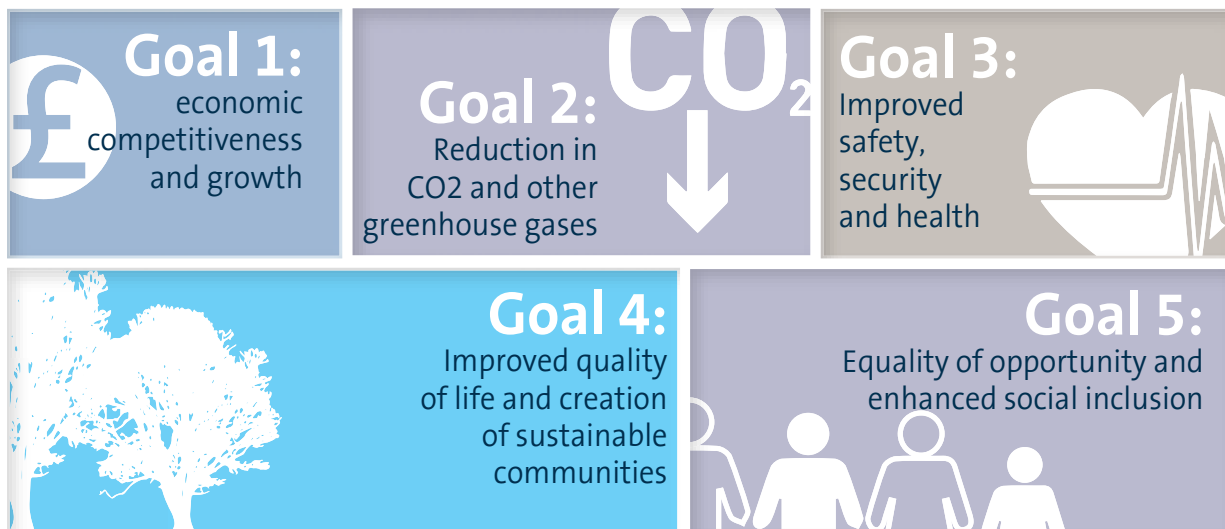 £
Goal 1:
economic
competitiveness
and growth
CO2
Goal 2:
Reduction in
CO2 and other
greenhouse gases
Goal 3:
Improved
safety,
security
and health
Goal 4:
Improved quality
of life and creation
of sustainable
communities
Goal 5:
Equality of opportunity and
enhanced social inclusion